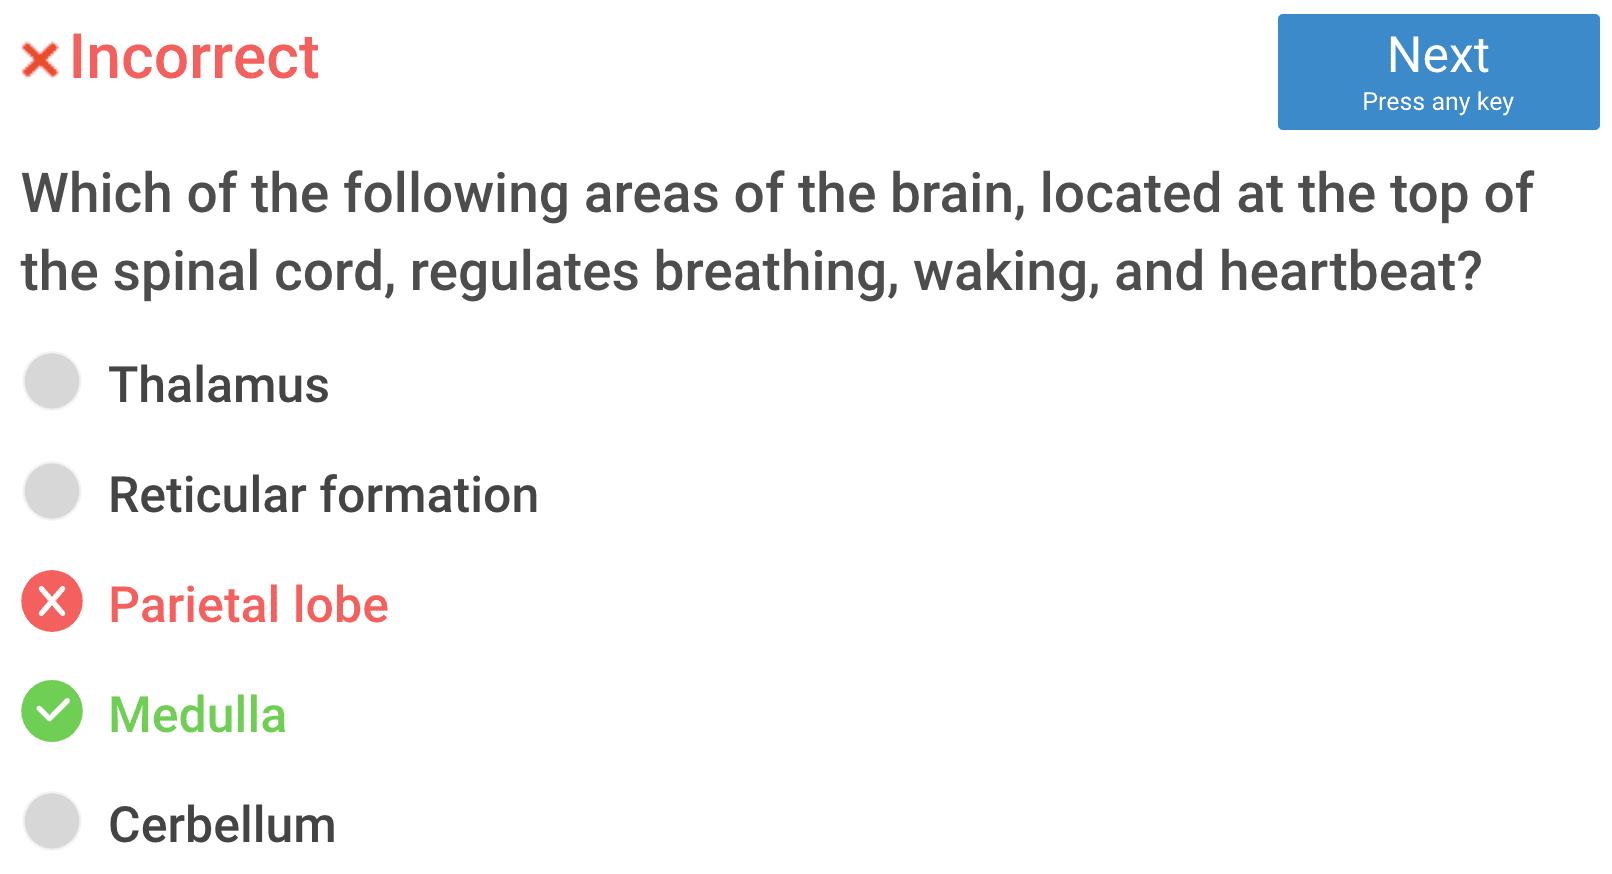 Incorrect
Next
Press any key
Which of the following areas of the brain, located at the top of
the spinal cord, regulates breathing, waking, and heartbeat?
Thalamus
Reticular formation
Parietal lobe
Medulla
Cerbellum